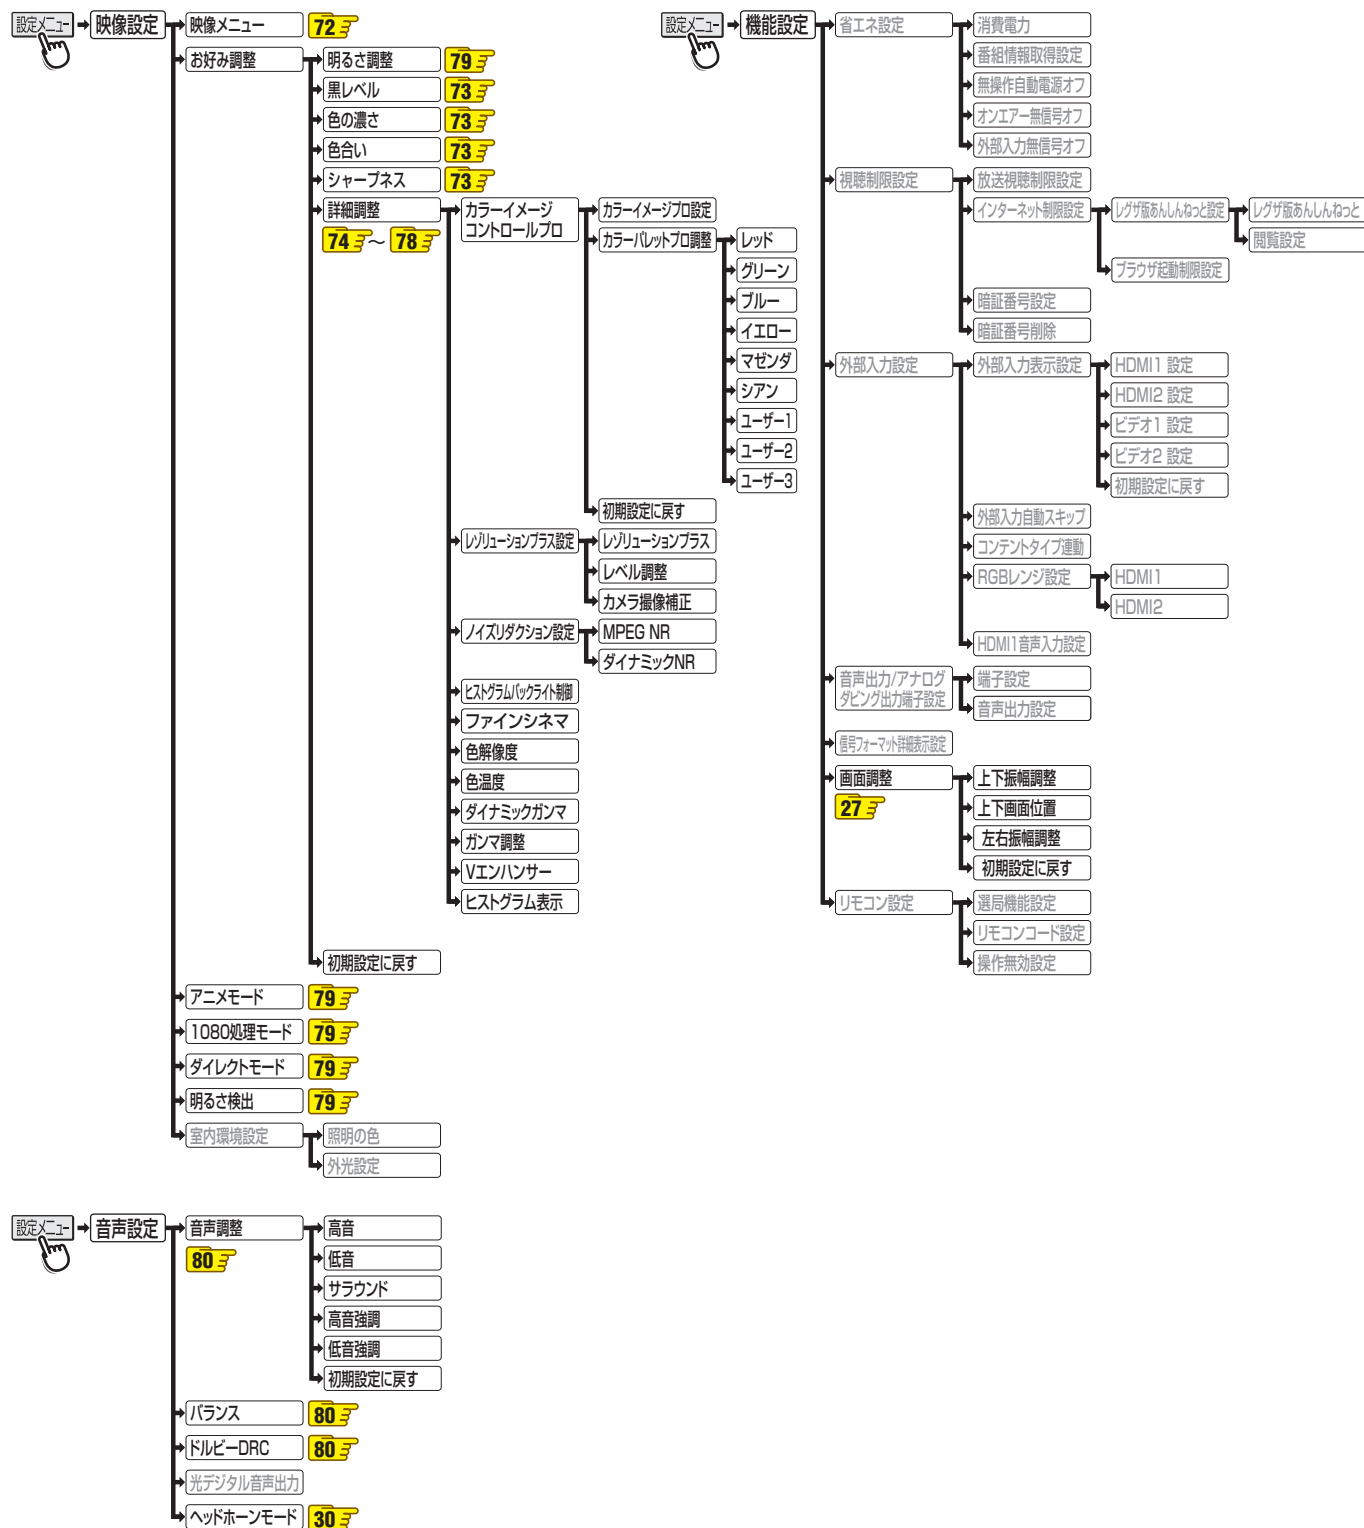 設定メニュー
映像設定
映像メニュー
72
お好み調整
明るさ調整
79
黒レベル
73
色の濃さ
73
色合い
73
シャープネス
73
詳細調整
74 ～ 78
カラーイメージ
コントロールプロ
カラーイメージプロ設定
カラーパレットプロ調整
レッド
グリーン
ブルー
イエロー
マゼンダ
シアン
ユーザー1
ユーザー2
ユーザー3
初期設定に戻す
レゾリューションプラス設定
レゾリューションプラス
レベル調整
カメラ撮像補正
ノイズリダクション設定
MPEG NR
ダイナミックNR
ヒストグラムバックライト制御
ファインシネマ
色解像度
色温度
ダイナミックガンマ
ガンマ調整
Vエンハンサー
ヒストグラム表示
初期設定に戻す
アニメモード
79
1080処理モード
79
ダイレクトモード
79
明るさ検出
79
室内環境設定
照明の色
外光設定
設定メニュー
音声設定
音声調整
80
高音
低音
サラウンド
高音強調
低音強調
初期設定に戻す
バランス
80
ドルビーDRC
80
光デジタル音声出力
ヘッドホーンモード
30
設定メニュー
機能設定
省エネ設定
消費電力
番組情報取得設定
無操作自動電源オフ
オンエアー無信号オフ
外部入力無信号オフ
視聴制限設定
放送視聴制限設定
インターネット制限設定
レグザ版あんしんねっと設定
レグザ版あんしんねっと
閲覧設定
ブラウザ起動制限設定
暗証番号設定
暗証番号削除
外部入力設定
外部入力表示設定
HDMI1 設定
HDMI2 設定
ビデオ1 設定
ビデオ2 設定
初期設定に戻す
外部入力自動スキップ
コンテントタイプ連動
RGBレンジ設定
HDMI1
HDMI2
HDMI1音声入力設定
音声出力/アナログ
ダビング出力端子設定
端子設定
音声出力設定
信号フォーマット詳細表示設定
画面調整
27
上下振幅調整
上下画面位置
左右振幅調整
初期設定に戻す
リモコン設定
選局機能設定
リモコンコード設定
操作無効設定